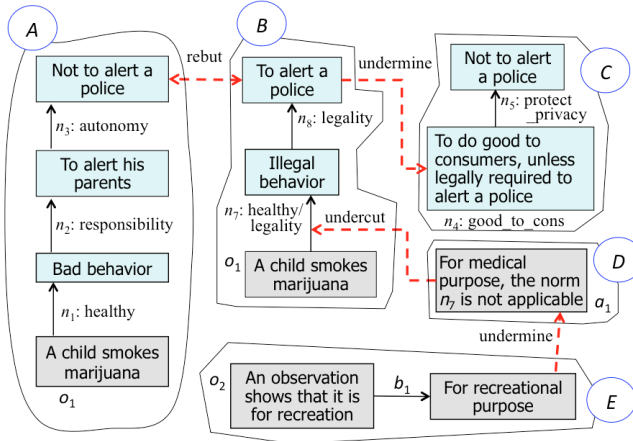 A
Not to alert a
police
n3: autonomy
To alert his
parents
n2: responsibility
Bad behavior
n1: healthy
A child smokes
marijuana
o1
rebut
B
To alert a
police
n8: legality
Illegal
behavior
n7: healthy/
legality
o1
A child smokes
marijuana
undermine
undercut
C
Not to alert
a police
n5: protect
_privacy
To do good to
consumers, unless
legally required to
alert a police
n4: good_to_cons
D
For medical
purpose, the norm
n7 is not applicable
a1
undermine
E
o2
An observation
shows that it is
for recreation
b1
For recreational
purpose